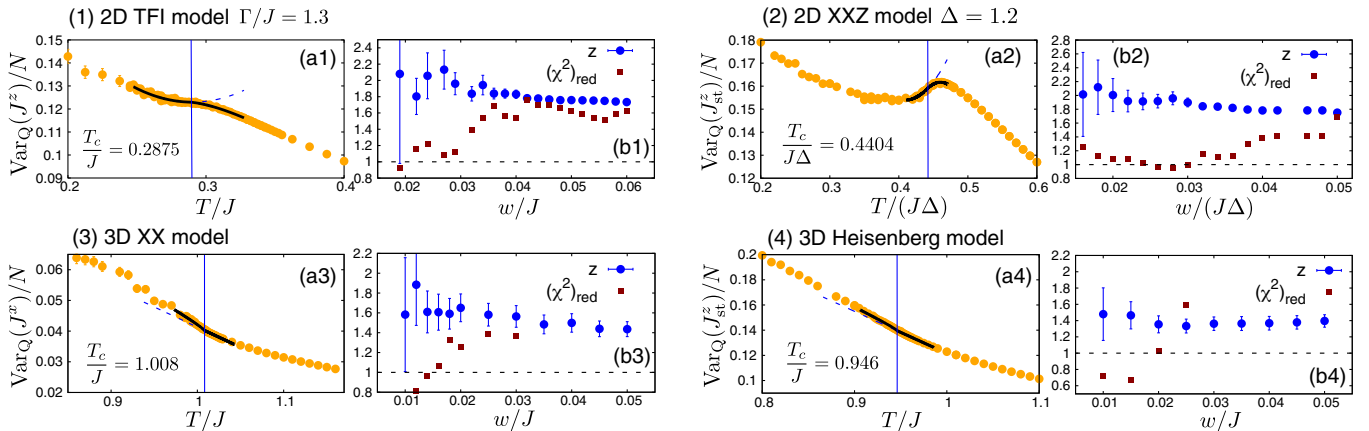 (1) 2D TFI model Γ/J = 1.3
Var_Q(J^z)/N
0.15
0.14
0.13
0.12
0.11
0.1
0.09
(a1)
T_c/J = 0.2875
0.2
0.3
0.4
T/J
2.4
2.2
2
1.8
1.6
1.4
1.2
1
0.8
z
(χ²)_red
(b1)
0.02
0.03
0.04
0.05
0.06
w/J
(2) 2D XXZ model Δ = 1.2
Var_Q(J^z_st)/N
0.18
0.17
0.16
0.15
0.14
0.13
0.12
(a2)
T_c/JΔ = 0.4404
0.2
0.3
0.4
0.5
0.6
T/(JΔ)
2.8
2.6
2.4
2.2
2
1.8
1.6
1.4
1.2
1
0.8
(b2)
z
(χ²)_red
0.02
0.03
0.04
0.05
w/(JΔ)
(3) 3D XX model
Var_Q(J^x)/N
0.06
0.05
0.04
0.03
0.02
(a3)
T_c/J = 1.008
0.9
1
1.1
T/J
2.2
2
1.8
1.6
1.4
1.2
1
0.8
z
(χ²)_red
(b3)
0.01
0.02
0.03
0.04
0.05
w/J
(4) 3D Heisenberg model
Var_Q(J^z_st)/N
0.2
0.18
0.16
0.14
0.12
0.1
(a4)
T_c/J = 0.946
0.8
0.9
1.0
1.1
T/J
2.4
2.2
2
1.8
1.6
1.4
1.2
1
0.8
0.6
z
(χ²)_red
(b4)
0.01
0.02
0.03
0.04
0.05
w/J